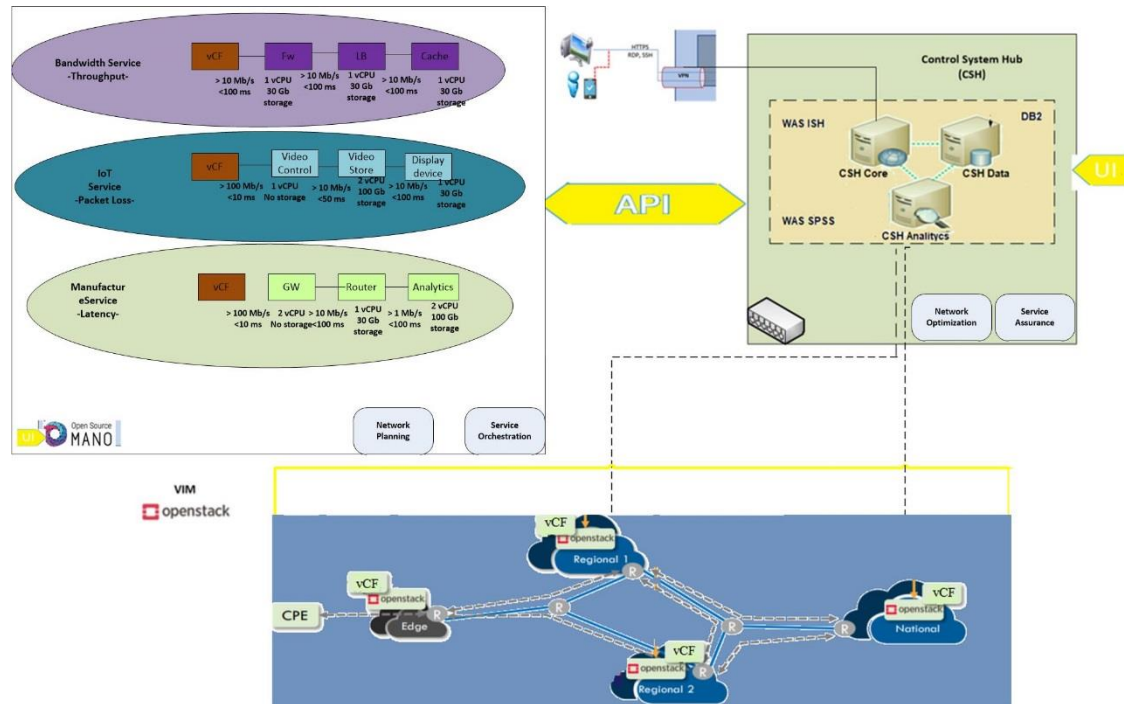 Bandwidth Service
-Throughput-
vCF
Fw
LB
Cache
> 10 Mb/s
<100 ms
1 vCPU
30 Gb
storage
> 10 Mb/s
<100 ms
1 vCPU
30 Gb
storage
> 10 Mb/s
<100 ms
1 vCPU
30 Gb
storage
IoT
Service
-Packet Loss-
vCF
Video
Control
Video
Store
Display
device
> 100 Mb/s
<10 ms
1 vCPU
No storage
> 10 Mb/s
<50 ms
2 vCPU
100 Gb
storage
> 10 Mb/s
<100 ms
1 vCPU
30 Gb
storage
Manufactur
eService
-Latency-
vCF
GW
Router
Analytics
> 100 Mb/s
<10 ms
2 vCPU
No storage
> 10 Mb/s
<100 ms
1 vCPU
30 Gb
storage
> 1 Mb/s
<100 ms
2 vCPU
100 Gb
storage
UI
Open Source
MANO
Network
Planning
Service
Orchestration
API
HTTPS
RDP, SSH
VPN
Control System Hub
(CSH)
WAS ISH
DB2
CSH Core
CSH Data
WAS SPSS
CSH Analitycs
UI
Network
Optimization
Service
Assurance
VIM
openstack
vCF
openstack
Regional 1
R
vCF
openstack
Edge
R
CPE
R
vCF
openstack
Regional 2
R
R
vCF
openstack
National
R